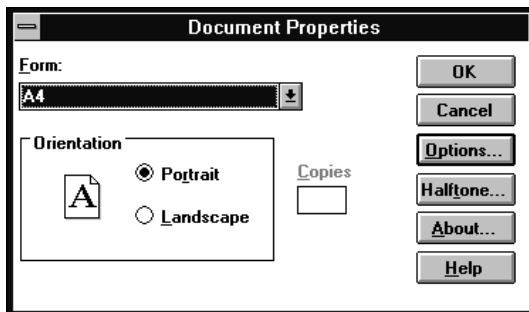 Document Properties
Form:
A4
Orientation
A
Portrait
Landscape
Copies
OK
Cancel
Options...
Halftone...
About...
Help